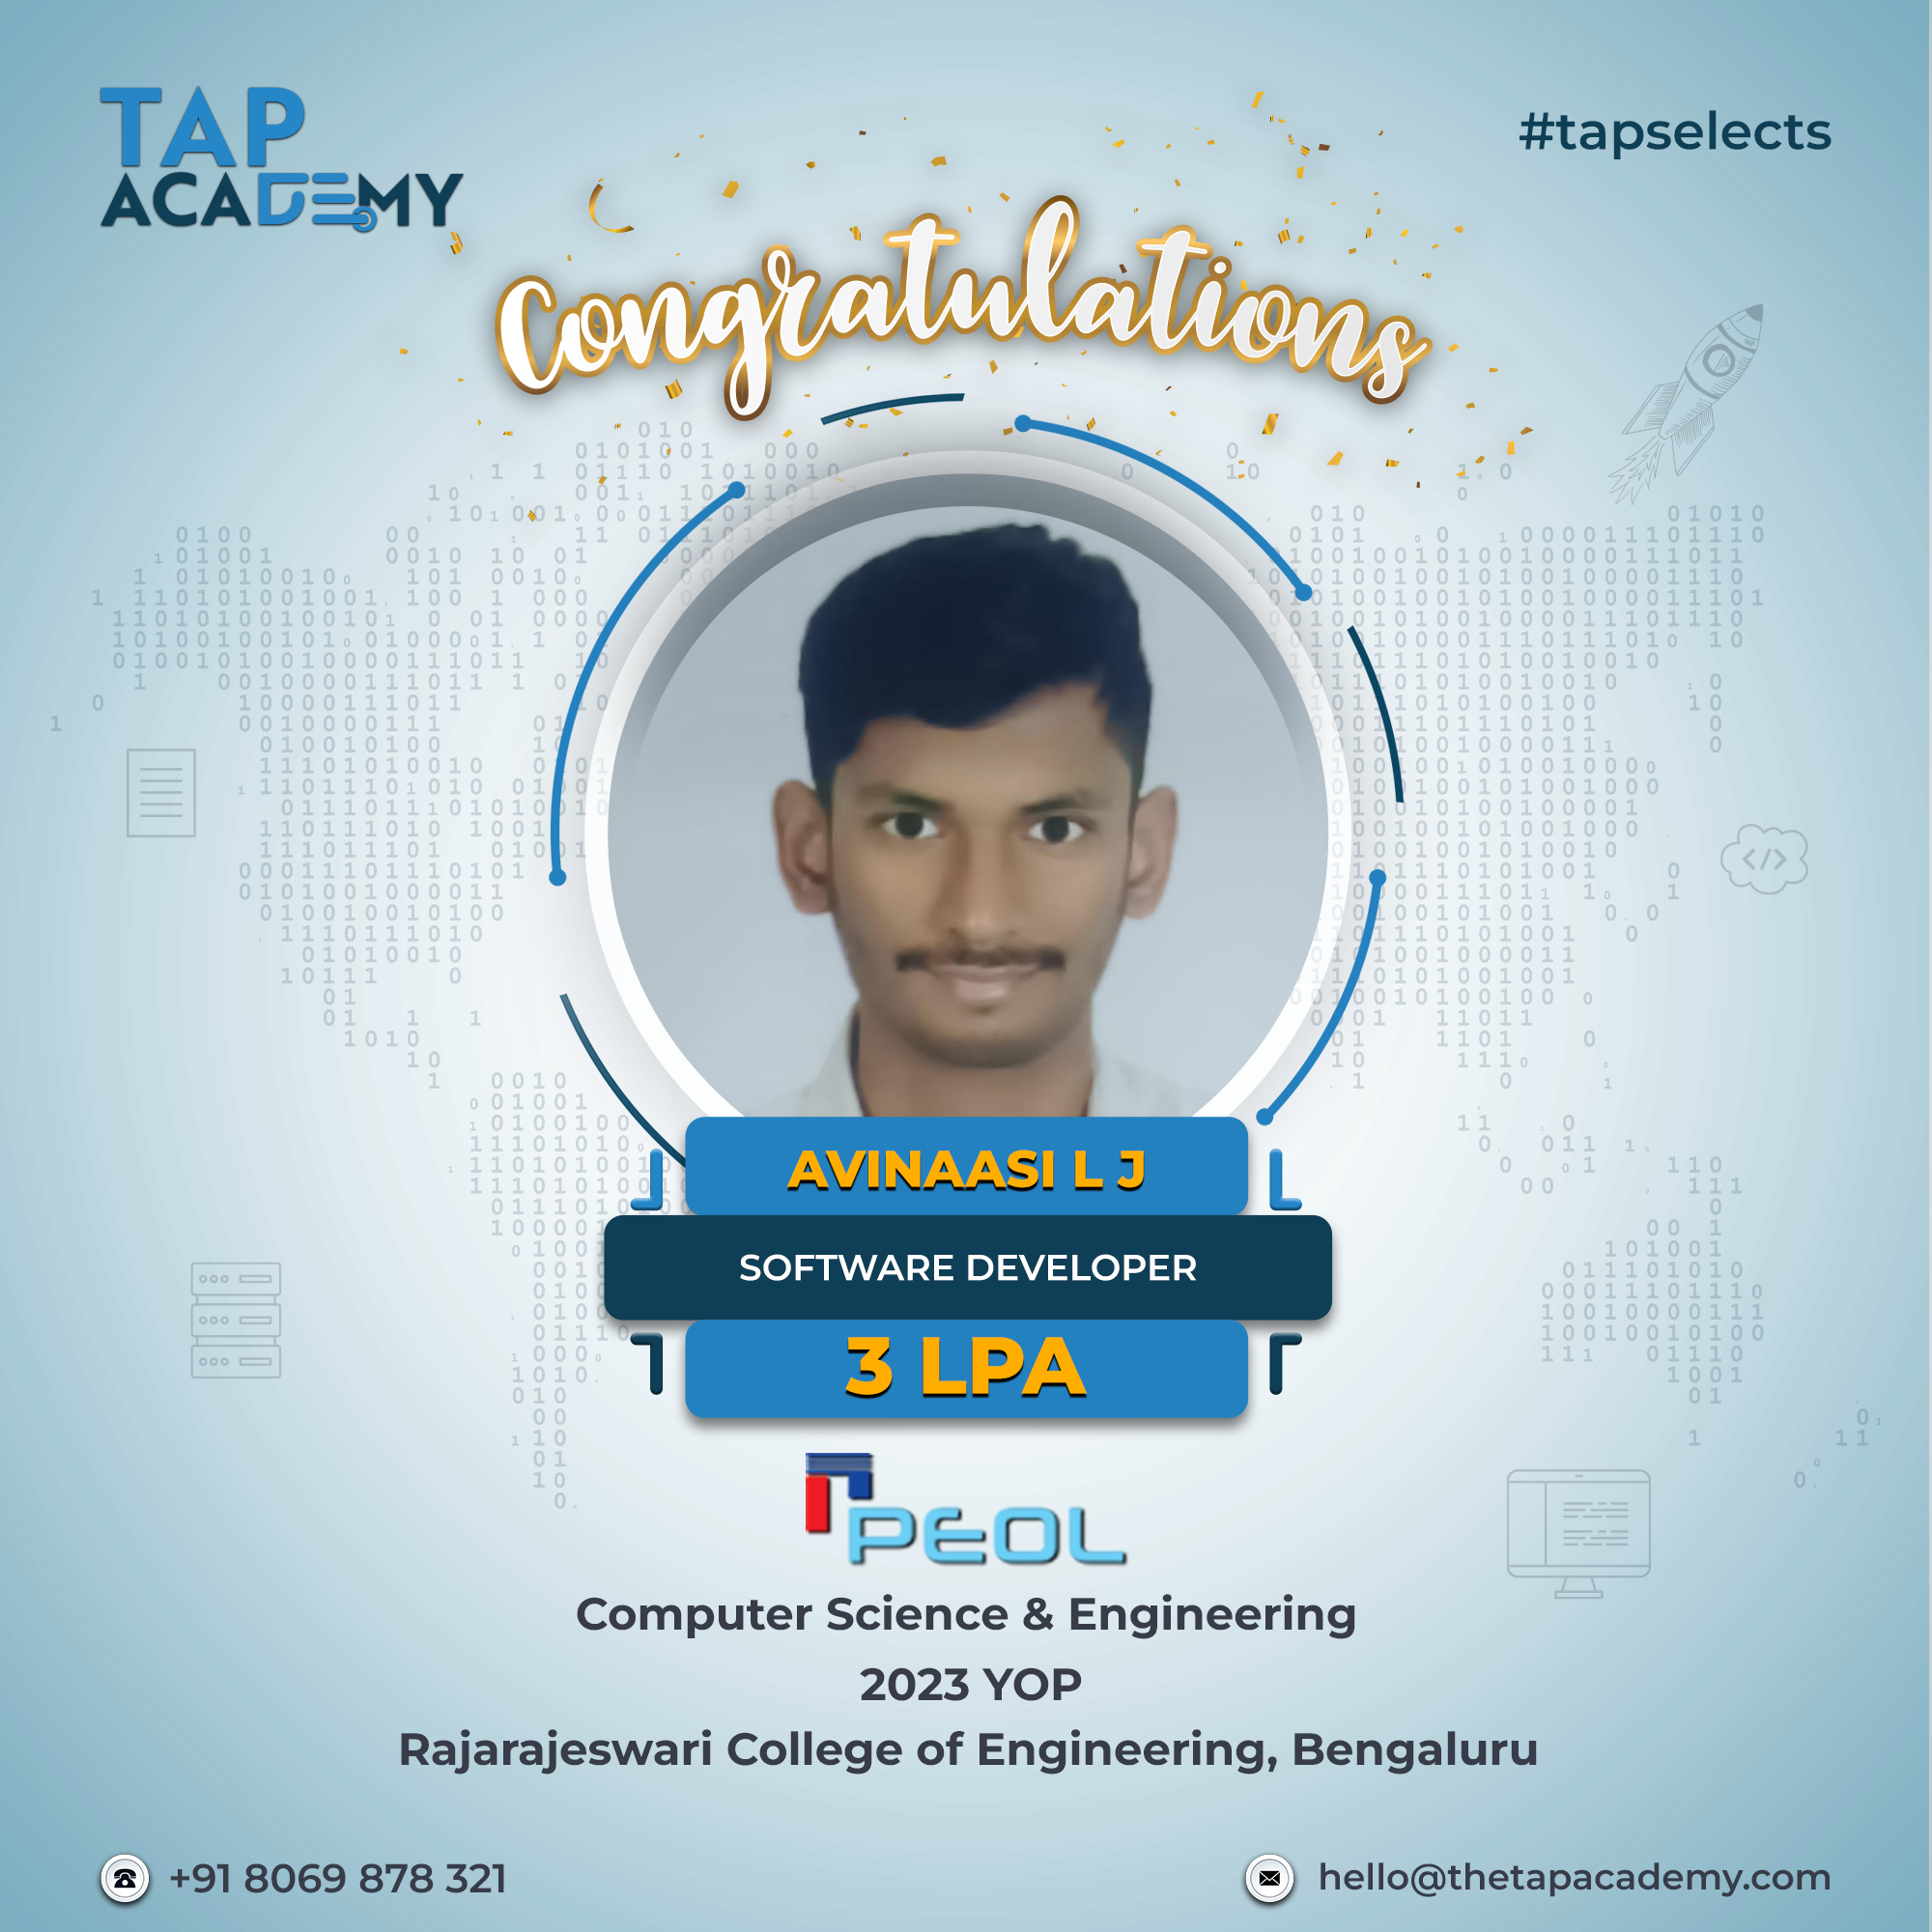 TAP
ACADEMY
#tapselects
Congratulations
AVINAASI L J
SOFTWARE DEVELOPER
3 LPA
PEOL
Computer Science & Engineering
2023 YOP
Rajarajeswari College of Engineering, Bengaluru
+91 8069 878 321
hello@thetapacademy.com